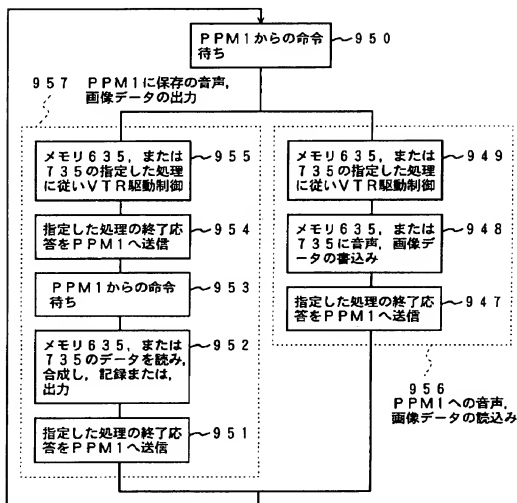 PPM1からの命令
待ち
950
957 PPM1に保存の音声,
画像データの出力
メモリ635, または
735の指定した処理
に従いVTR駆動制御
955
指定した処理の終了応
答をPPM1へ送信
954
PPM1からの命令
待ち
953
メモリ635, または
735のデータを読み,
合成し, 記録または,
出力
952
指定した処理の終了応
答をPPM1へ送信
951
メモリ635, または
735の指定した処理
に従いVTR駆動制御
949
メモリ635, または
735に音声, 画像デー
タの書込み
948
指定した処理の終了応
答をPPM1へ送信
947
956
PPM1への音声,
画像データの読込み